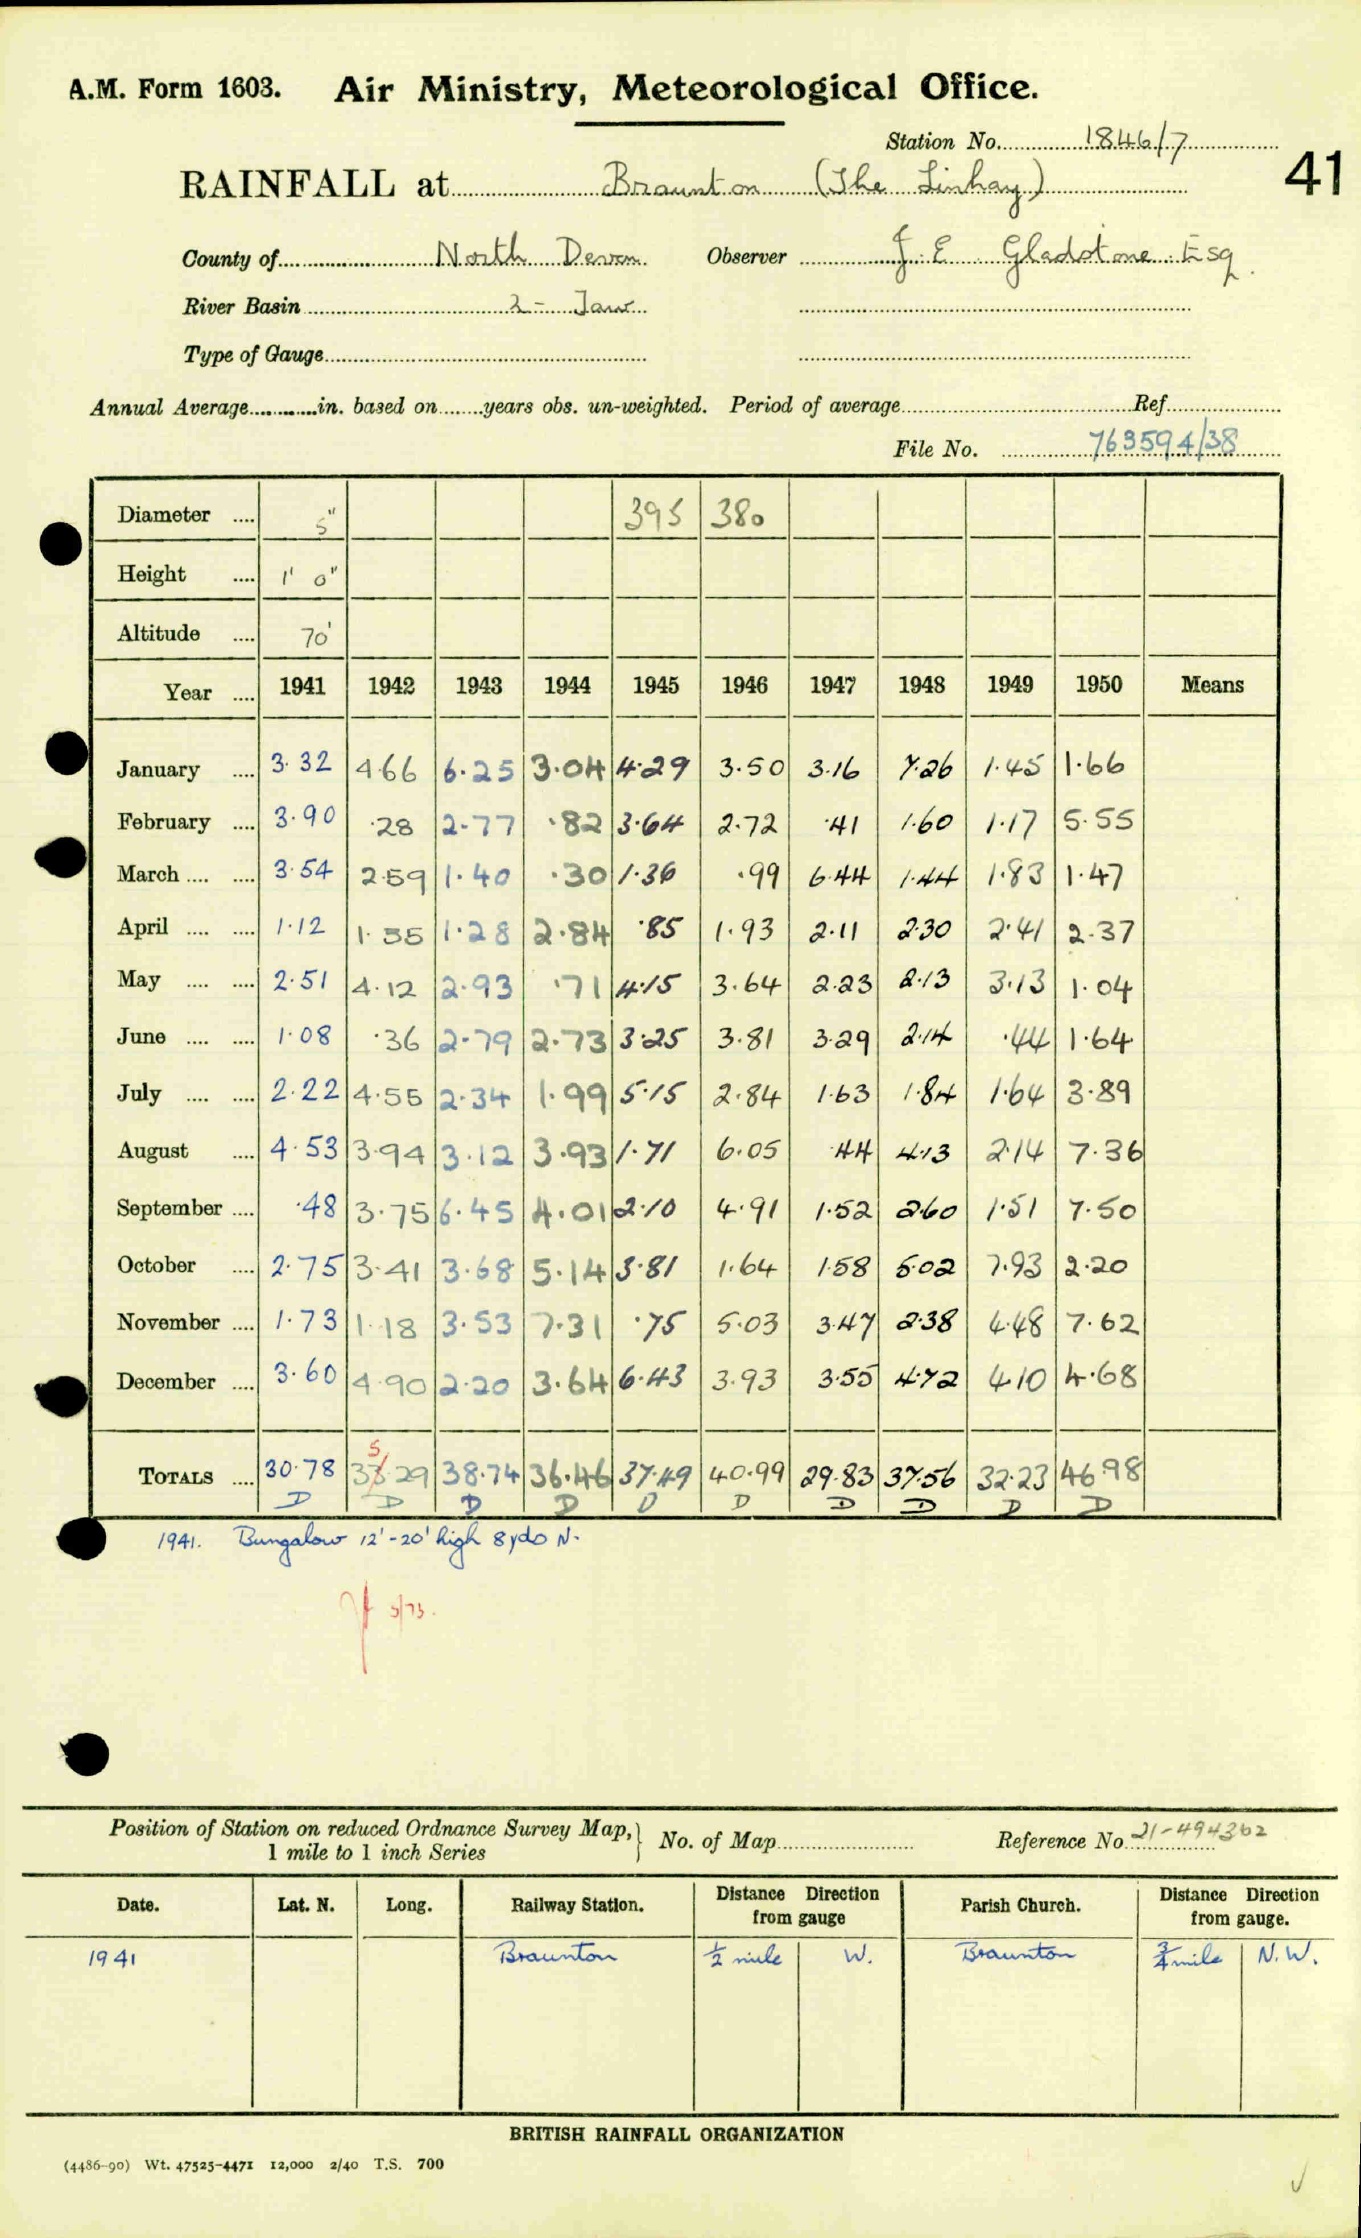 A.M. Form 1603. Air Ministry, Meteorological Office.
Station No. 1846/7
41
RAINFALL at Braunton (The Linhay)
County of North Devon Observer J. E. Gladstone Esq.
River Basin 2 - Taw
Type of Gauge
Annual Average in. based on years obs. un-weighted. Period of average Ref.
File No. 763594/38
Diameter .... 5" 395 380
Height .... 1' 0"
Altitude .... 70'
Year .... 1941 1942 1943 1944 1945 1946 1947 1948 1949 1950 Means
January .... 3.32 4.66 6.25 3.04 4.29 3.50 3.16 7.26 1.45 1.66
February .... 3.90 .28 2.77 .82 3.64 2.72 .41 1.60 1.17 5.55
March .... .... 3.54 2.59 1.40 .30 1.36 .99 6.44 1.44 1.83 1.47
April .... .... 1.12 1.55 1.28 2.84 .85 1.93 2.11 2.30 2.41 2.37
May .... .... 2.51 4.12 2.93 .71 4.15 3.64 2.23 2.13 3.13 1.04
June .... .... 1.08 .36 2.79 2.73 3.25 3.81 3.29 2.14 .44 1.64
July .... .... 2.22 4.55 2.34 1.99 5.15 2.84 1.63 1.84 1.64 3.89
August .... 4.53 3.94 3.12 3.93 1.71 6.05 .44 4.13 2.14 7.36
September .... .48 3.75 6.45 4.01 2.10 4.91 1.52 2.60 1.51 7.50
October .... 2.75 3.41 3.68 5.14 3.81 1.64 1.58 5.02 7.93 2.20
November .... 1.73 1.18 3.53 7.31 .75 5.03 3.47 2.38 4.48 7.62
December .... 3.60 4.90 2.20 3.64 6.43 3.93 3.55 4.72 4.10 4.68
5
TOTALS .... 30.78 33.29 38.74 36.46 37.49 40.99 29.83 37.56 32.23 46.98
D D D D D D D D D D
1941. Bungalow 12'-20' high 8 yds N.
5/73.
Position of Station on reduced Ordnance Survey Map, } No. of Map Reference No. 21-494362
1 mile to 1 inch Series
Date. Lat. N. Long. Railway Station. Distance Direction from gauge Parish Church. Distance Direction from gauge.
1941 Braunton ½ mile W. Braunton ¾ mile N.W.
BRITISH RAINFALL ORGANIZATION
(4486-90) Wt. 47525-4471 12,000 2/40 T.S. 700